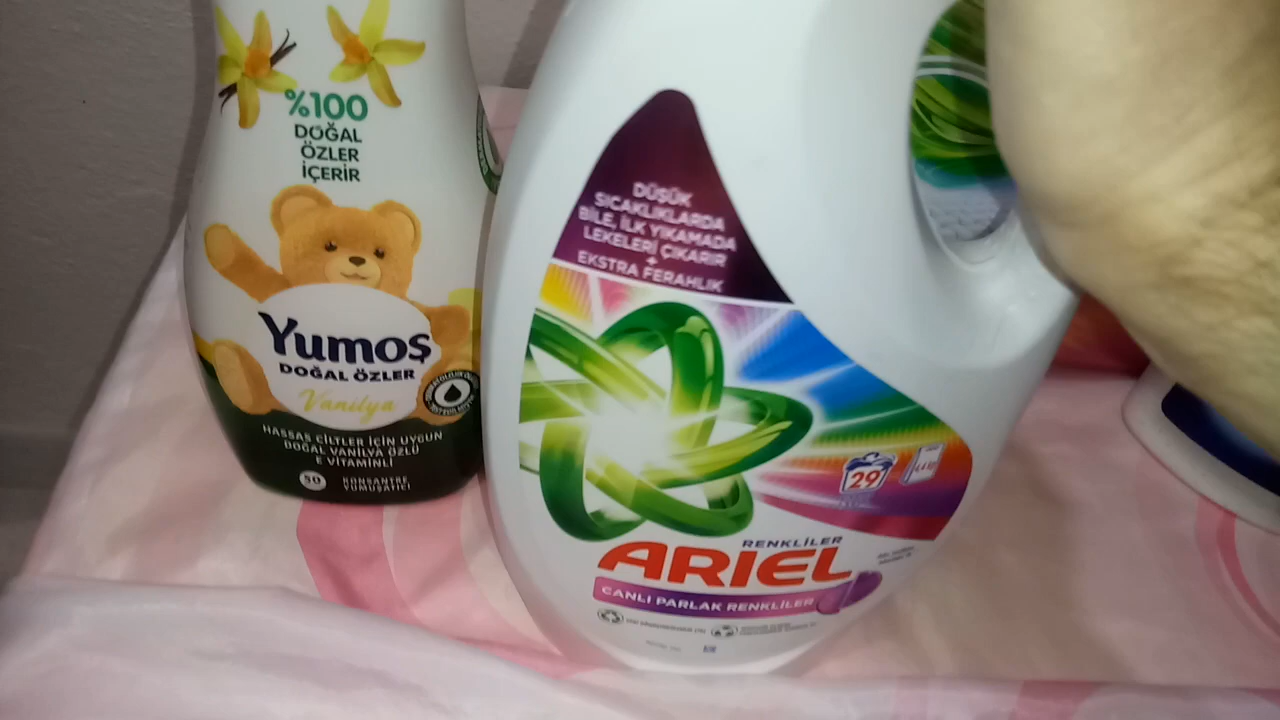 %100
DOĞAL
ÖZLER
İÇERİR
Yumoş
DOĞAL ÖZLER
Vanilya
HASSAS CİLTLER İÇİN UYGUN
DOĞAL VANİLYA ÖZLÜ
E VİTAMİNLİ
50 KONSANTRE
YUMUŞATICI
DÜŞÜK
SICAKLIKLARDA
BİLE, İLK YIKAMADA
LEKELERİ ÇIKARIR
+
EKSTRA FERAHLIK
29
RENKLİLER
ARIEL
CANLI PARLAK RENKLİLER